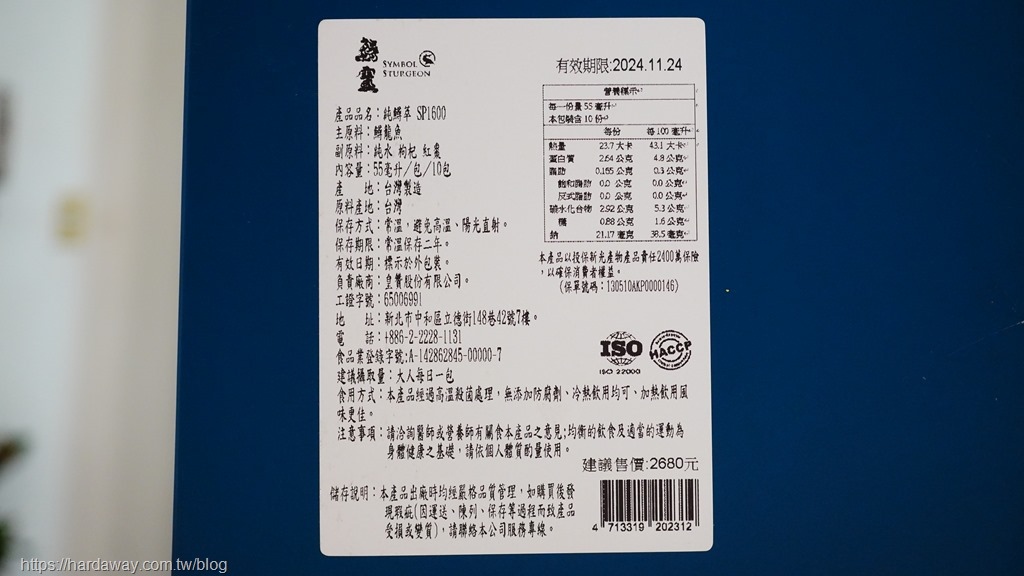 SYMBOL
STURGEON
有效期限:2024.11.24
產品品名：純鱘萃 SP1600
主原料：鱘龍魚
副原料：純水 枸杞 紅棗
內容量：55毫升/包/10包
產　地：台灣製造
原料產地：台灣
保存方式：常溫，避免高溫、陽光直射。
保存期限：常溫保存二年。
有效日期：標示於外包裝。
負責廠商：皇贊股份有限公司。
工證字號：65006991
地　址：新北市中和區立德街148巷42號7樓。
電　話：+886-2-2228-1131
食品業登錄字號:A-142862845-00000-7
建議攝取量：大人每日一包
食用方式：本產品經過高溫殺菌處理，無添加防腐劑、冷熱飲用均可、加熱飲用風
味更佳。
注意事項：請洽詢醫師或營養師有關食本產品之意見;均衡的飲食及適當的運動為
身體健康之基礎，請依個人體質酌量使用。
營養標示
每一份量 55 毫升
本包裝含 10 份
每份 每 100 毫升
熱量 23.7 大卡 43.1 大卡
蛋白質 2.64 公克 4.8 公克
脂肪 0.165 公克 0.3 公克
飽和脂肪 0.0 公克 0.0 公克
反式脂肪 0.0 公克 0.0 公克
碳水化合物 2.92 公克 5.3 公克
糖 0.88 公克 1.6 公克
鈉 21.17 毫克 38.5 毫克
本產品以投保新光產物產品責任2400萬保險
，以確保消費者權益。
(保單號碼：130510AKP0000146)
ISO
ISO 22000
HACCP
建議售價:2680元
儲存說明：本產品出廠時均經嚴格品質管理，如購買後發
現瑕疵(因運送、陳列、保存等過程而致產品
受損或變質)，請聯絡本公司服務專線。
4 713319 202312
https://hardaway.com.tw/blog